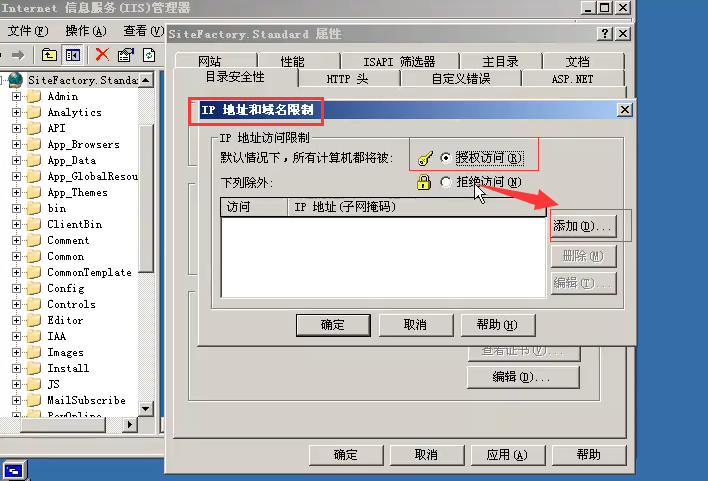 Internet 信息服务(IIS)管理器
文件(F) 操作(A) 查看(V)
SiteFactory.Standa
Admin
Analytics
API
App_Browsers
App_Data
App_GlobalResou
App_Themes
bin
ClientBin
Comment
Common
CommonTemplate
Config
Controls
Editor
IAA
Images
Install
JS
MailSubscribe
PayOnline
SiteFactory.Standard 属性
网站 性能 ISAPI 筛选器 主目录 文档
目录安全性 HTTP 头 自定义错误 ASP.NET
IP 地址和域名限制
IP 地址访问限制
默认情况下，所有计算机都将被: 授权访问(R)
下列除外: 拒绝访问(N)
访问 IP 地址(子网掩码)
添加(D)...
删除(M)
编辑(T)...
确定 取消 帮助(H)
查看证书(V)...
编辑(D)...
确定 取消 应用(A) 帮助